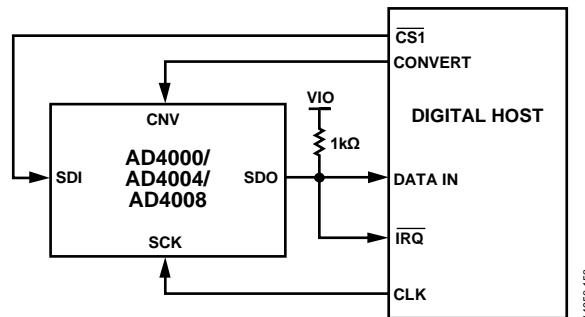 CS1
CONVERT
VIO
CNV
DIGITAL HOST
1kΩ
AD4000/
AD4004/
AD4008
SDI
SDO
DATA IN
SCK
IRQ
CLK